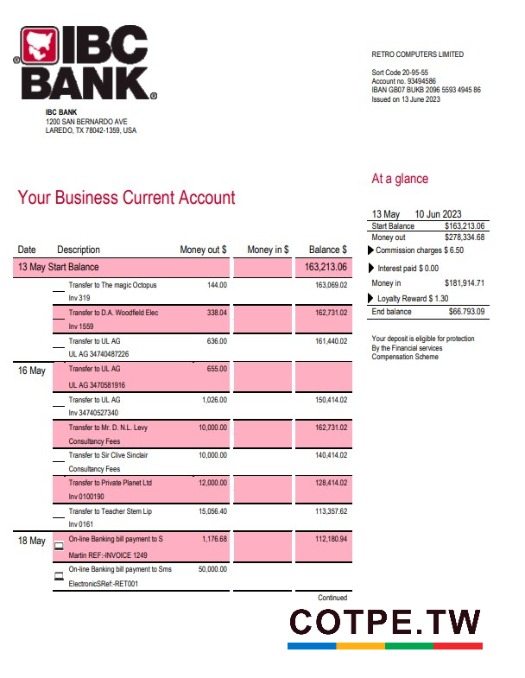 IBC
BANK
IBC BANK
1200 SAN BERNARDO AVE
LAREDO, TX 78042-1359, USA
RETRO COMPUTERS LIMITED
Sort Code 20-95-55
Account no. 93494586
IBAN GB07 BUKB 2096 5593 4945 86
Issued on 13 June 2023
Your Business Current Account
At a glance
13 May 10 Jun 2023
Start Balance $163,213.06
Money out $278,334.68
Commission charges $ 6.50
Interest paid $ 0.00
Money in $181,914.71
Loyalty Reward $ 1.30
End balance $66.793.09
Your deposit is eligible for protection
By the Financial services
Compensation Scheme
Date Description Money out $ Money in $ Balance $
13 May Start Balance 163,213.06
Transfer to The magic Octopus 144.00 163,069.02
Inv 319
Transfer to D.A. Woodfield Elec 338.04 162,731.02
Inv 1559
Transfer to UL AG 636.00 161,440.02
UL AG 34740487226
16 May Transfer to UL AG 655.00
UL AG 3470581916
Transfer to UL AG 1,026.00 150,414.02
Inv 34740527340
Transfer to Mr. D. N.L. Levy 10,000.00 162,731.02
Consultancy Fees
Transfer to Sir Clive Sinclair 10,000.00 140,414.02
Consultancy Fees
Transfer to Private Planet Ltd 12,000.00 128,414.02
Inv 0100190
Transfer to Teacher Stem Lip 15,056.40 113,357.62
Inv 0161
18 May On-line Banking bill payment to S 1,176.68 112,180.94
Martin REF:-INVOICE 1249
On-line Banking bill payment to Sms 50,000.00
ElectronicSRef:-RET001
Continued
COTPE.TW